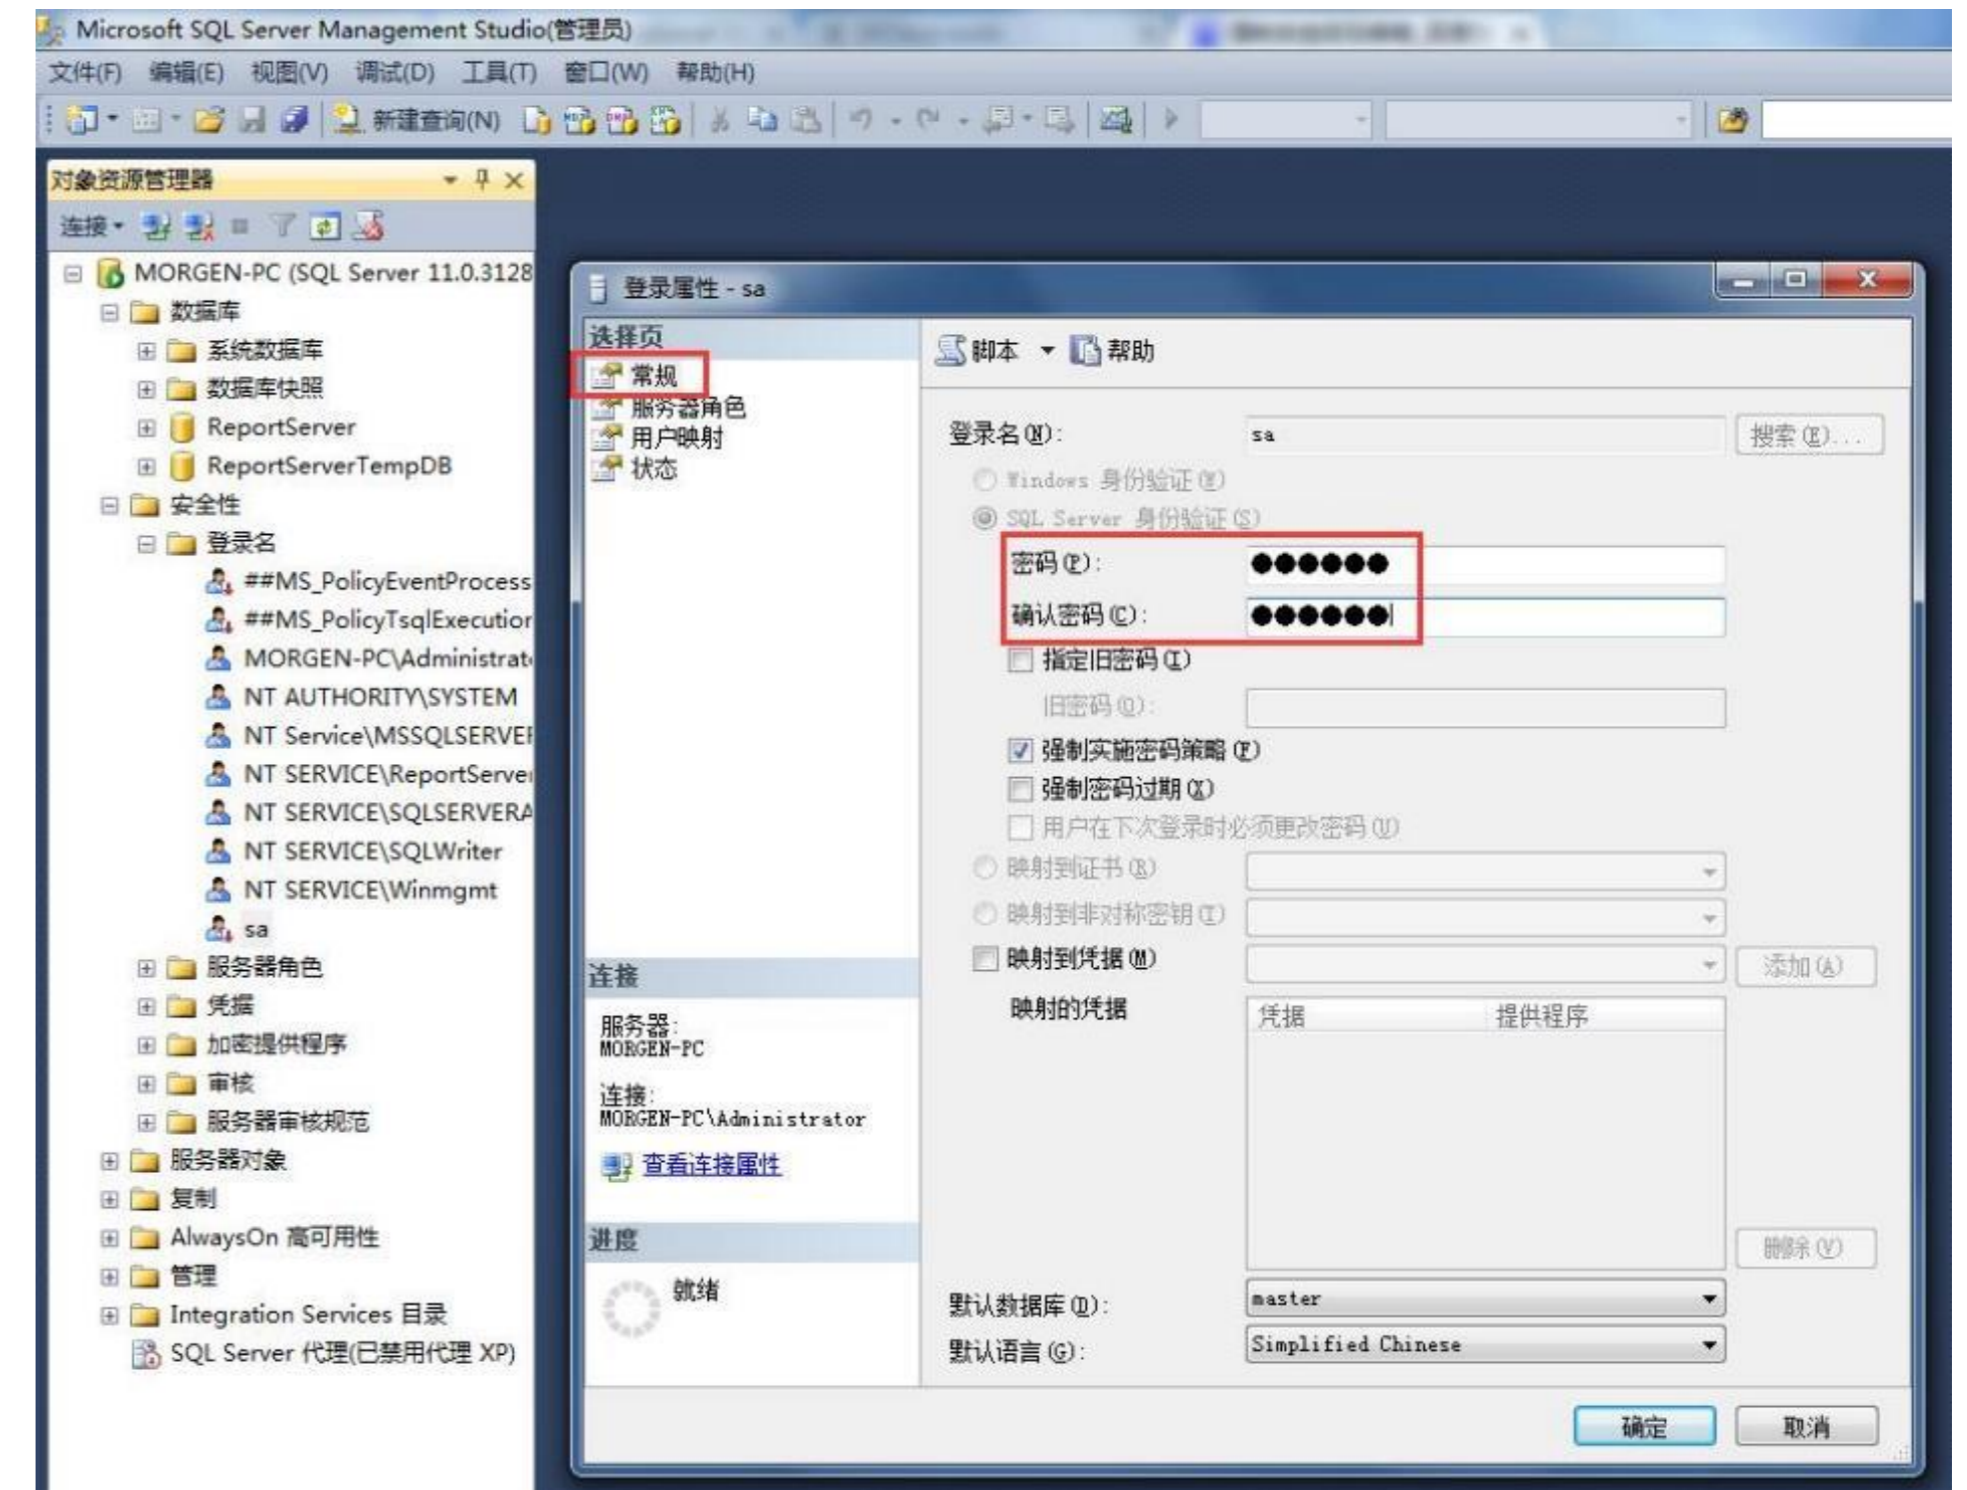 Microsoft SQL Server Management Studio(管理员)
文件(F) 编辑(E) 视图(V) 调试(D) 工具(T) 窗口(W) 帮助(H)
新建查询(N)
对象资源管理器
连接
MORGEN-PC (SQL Server 11.0.3128
数据库
系统数据库
数据库快照
ReportServer
ReportServerTempDB
安全性
登录名
##MS_PolicyEventProcess
##MS_PolicyTsqlExecution
MORGEN-PC\Administrat
NT AUTHORITY\SYSTEM
NT Service\MSSQLSERVER
NT SERVICE\ReportServer
NT SERVICE\SQLSERVERA
NT SERVICE\SQLWriter
NT SERVICE\Winmgmt
sa
服务器角色
凭据
加密提供程序
审核
服务器审核规范
服务器对象
复制
AlwaysOn 高可用性
管理
Integration Services 目录
SQL Server 代理(已禁用代理 XP)
登录属性 - sa
选择页
常规
服务器角色
用户映射
状态
连接
服务器:
MORGEN-PC
连接:
MORGEN-PC\Administrator
查看连接属性
进度
就绪
脚本 帮助
登录名(N): sa 搜索(E)...
Windows 身份验证(W)
SQL Server 身份验证(S)
密码(P): ●●●●●●
确认密码(C): ●●●●●●
指定旧密码(I)
旧密码(O):
强制实施密码策略(F)
强制密码过期(X)
用户在下次登录时必须更改密码(U)
映射到证书(R)
映射到非对称密钥(T)
映射到凭据(M) 添加(A)
映射的凭据 凭据 提供程序
删除(V)
默认数据库(D): master
默认语言(G): Simplified Chinese
确定 取消